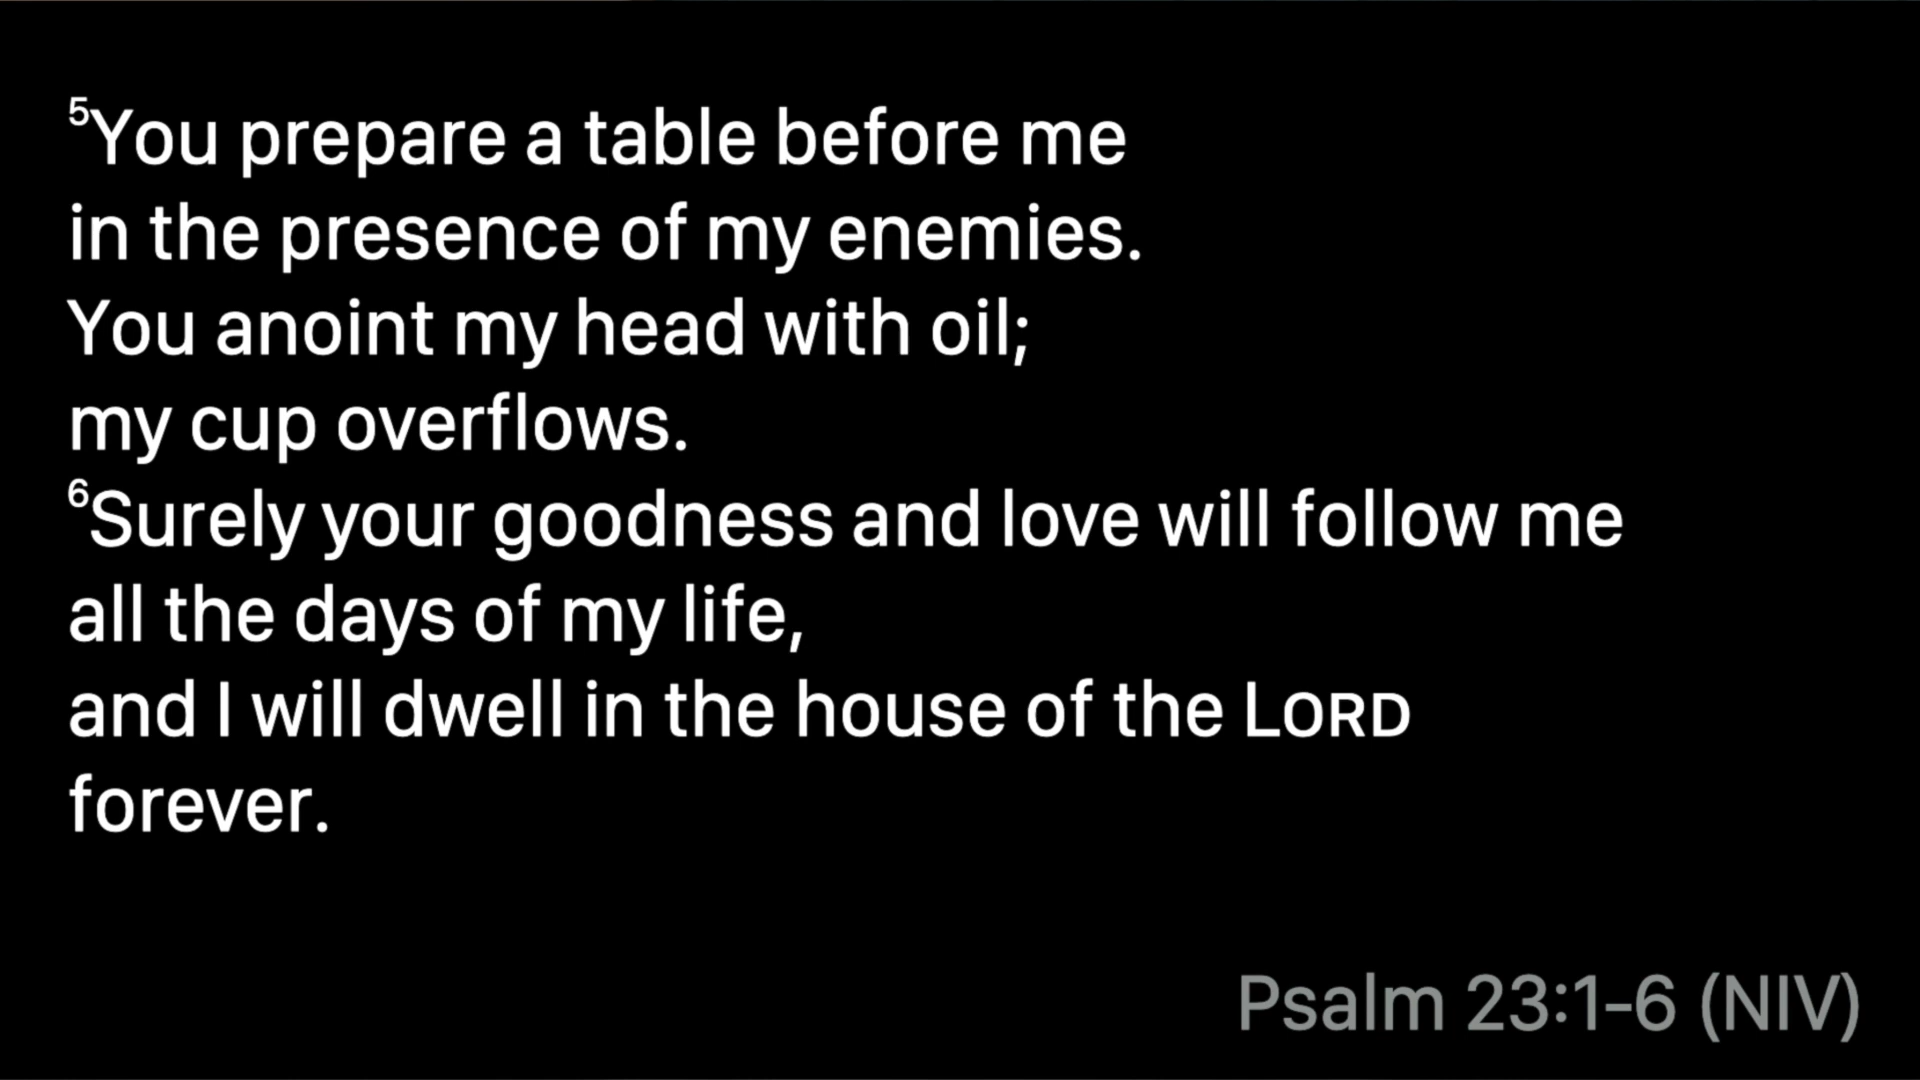 ⁵You prepare a table before me
in the presence of my enemies.
You anoint my head with oil;
my cup overflows.
⁶Surely your goodness and love will follow me
all the days of my life,
and I will dwell in the house of the LORD
forever.
Psalm 23:1-6 (NIV)